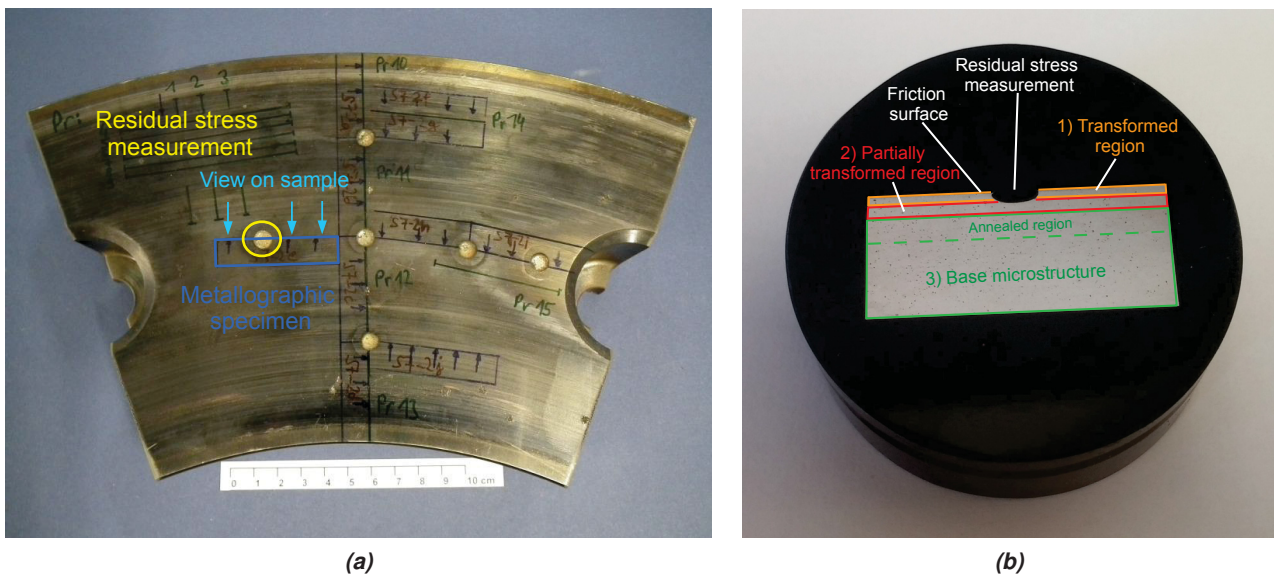 Pr 10
1 2 3
Pr 14
Residual stress
measurement
Pr 11
View on sample
Metallographic
specimen
Pr 12
Pr 15
Pr 13
0 1 2 3 4 5 6 7 8 9 10 cm
(a)
Residual stress
measurement
Friction
surface
1) Transformed
region
2) Partially
transformed region
Annealed region
3) Base microstructure
(b)